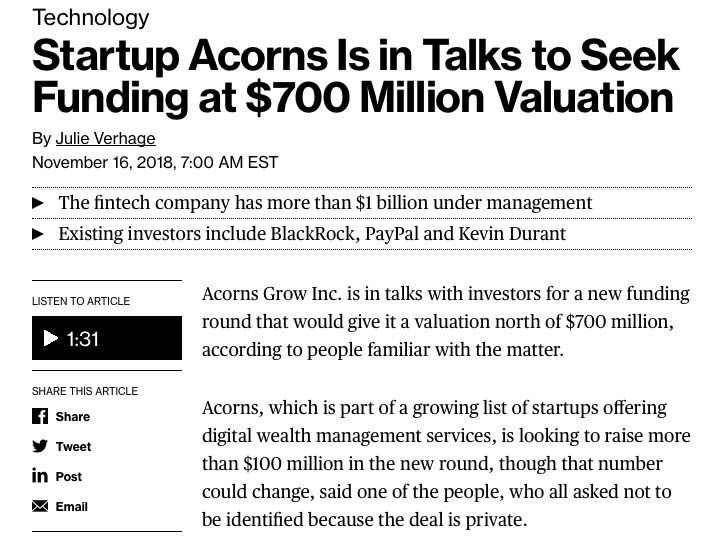 Technology
Startup Acorns Is in Talks to Seek
Funding at $700 Million Valuation
By Julie Verhage
November 16, 2018, 7:00 AM EST
The fintech company has more than $1 billion under management
Existing investors include BlackRock, PayPal and Kevin Durant
LISTEN TO ARTICLE
1:31
SHARE THIS ARTICLE
Share
Tweet
Post
Email
Acorns Grow Inc. is in talks with investors for a new funding
round that would give it a valuation north of $700 million,
according to people familiar with the matter.
Acorns, which is part of a growing list of startups offering
digital wealth management services, is looking to raise more
than $100 million in the new round, though that number
could change, said one of the people, who all asked not to
be identified because the deal is private.